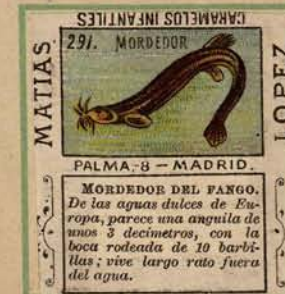 CARAMELOS INFANTILES
MATIAS
LOPEZ
291. MORDEDOR
PALMA, 8 — MADRID.
MORDEDOR DEL FANGO.
De las aguas dulces de Eu-
ropa, parece una anguila de
unos 3 decímetros, con la
boca rodeada de 10 barbi-
llas; vive largo rato fuera
del agua.